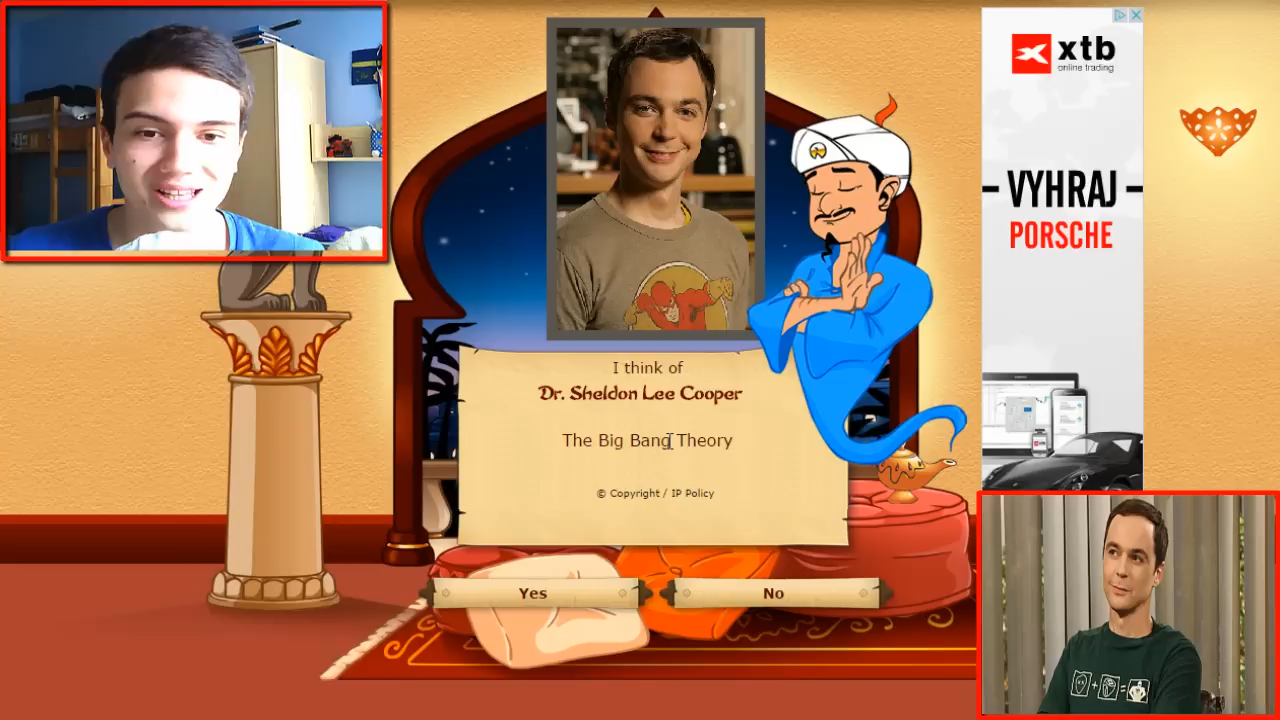 xtb
online trading
VYHRAJ
PORSCHE
I think of
Dr. Sheldon Lee Cooper
The Big Bang Theory
© Copyright / IP Policy
Yes
No